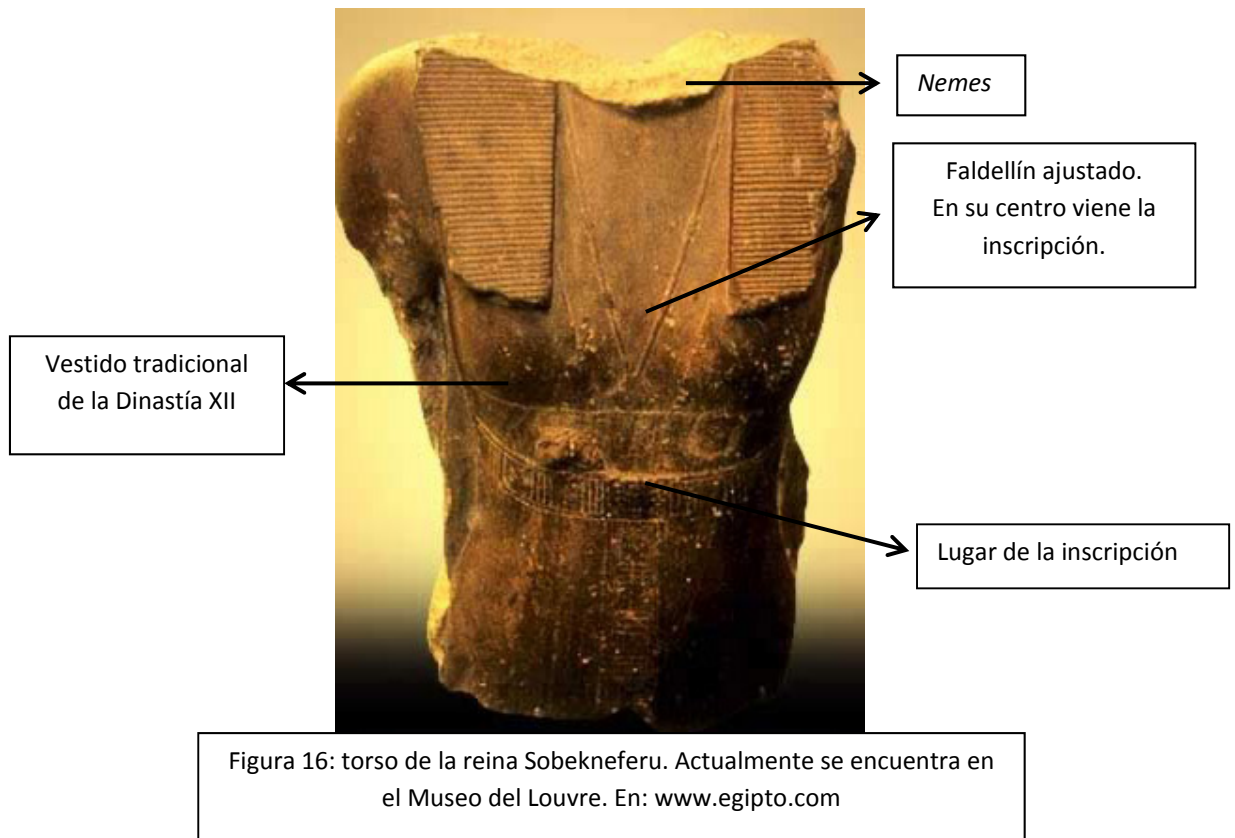 Nemes
Faldellín ajustado.
En su centro viene la
inscripción.
Vestido tradicional
de la Dinastía XII
Lugar de la inscripción
Figura 16: torso de la reina Sobekneferu. Actualmente se encuentra en
el Museo del Louvre. En: www.egipto.com